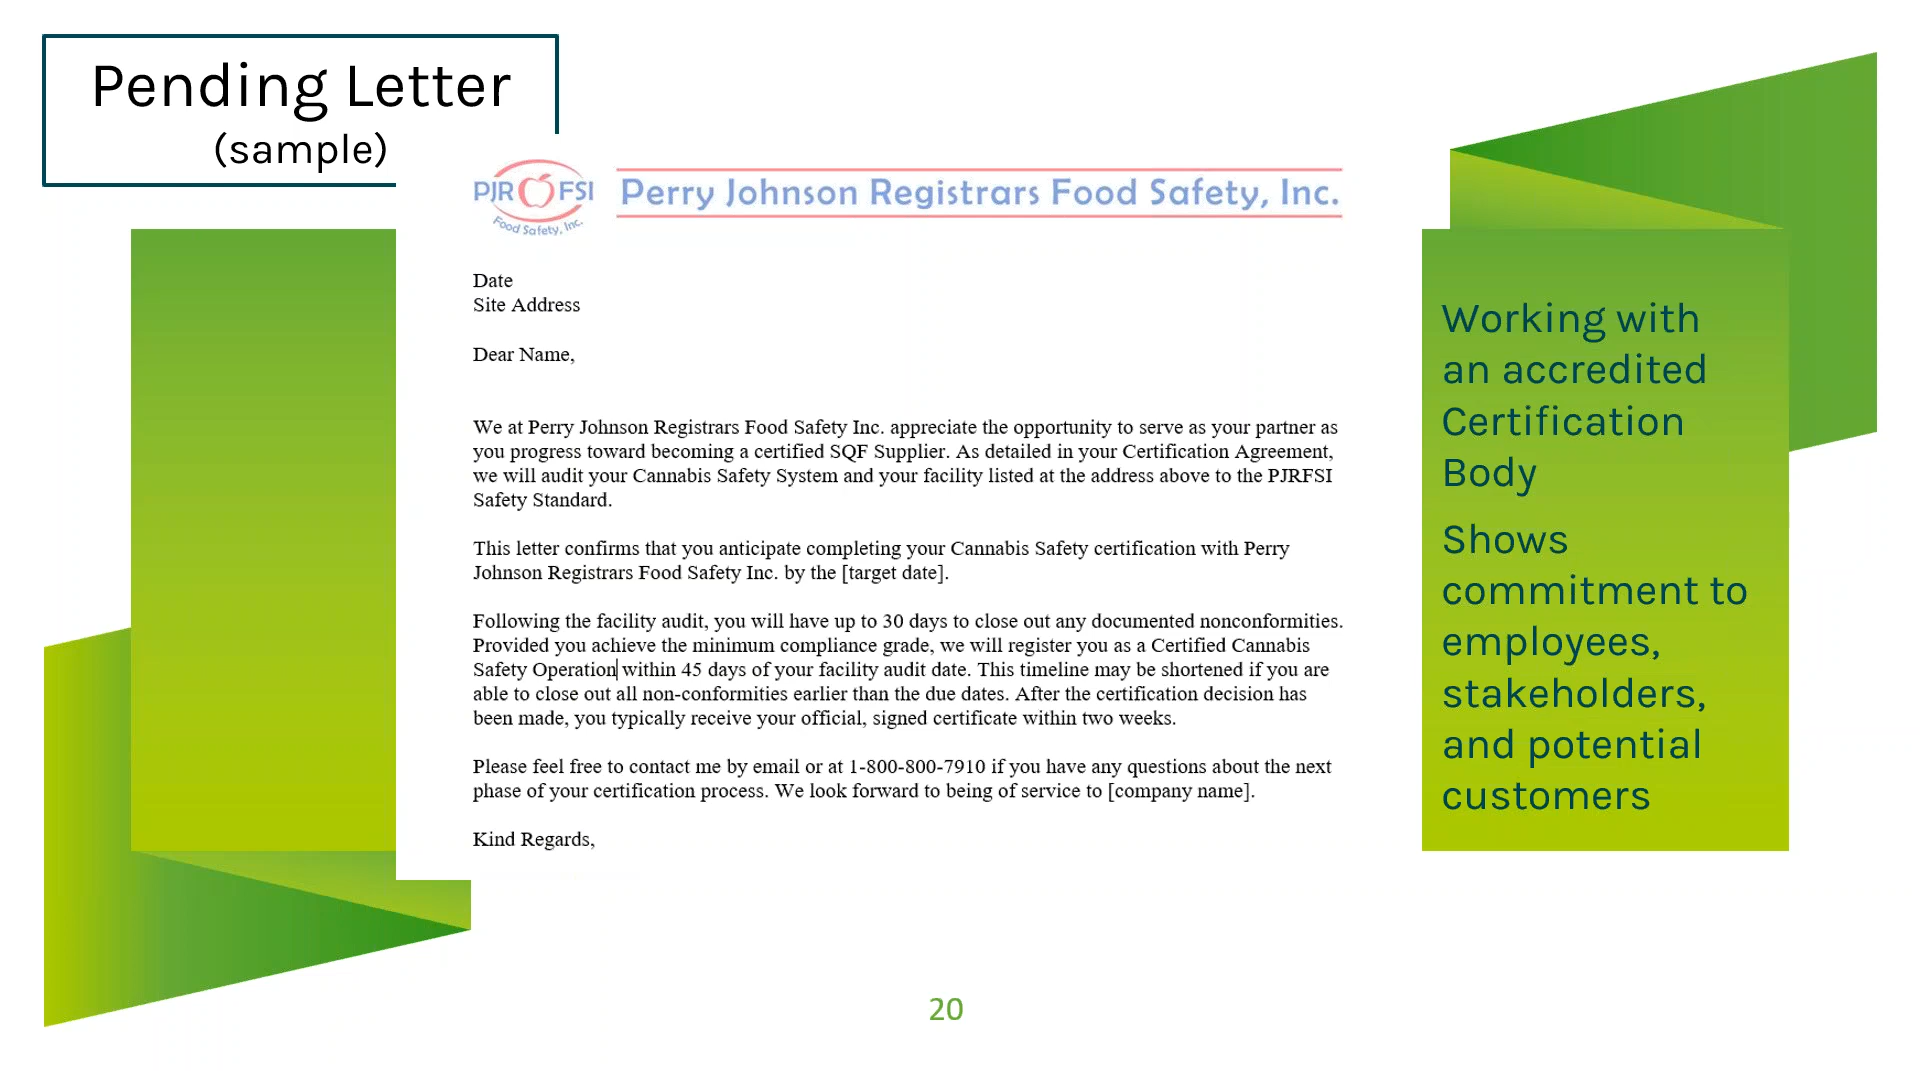 Pending Letter
(sample)
PJR FSI
Food Safety, Inc.
Perry Johnson Registrars Food Safety, Inc.
Date
Site Address
Dear Name,
We at Perry Johnson Registrars Food Safety Inc. appreciate the opportunity to serve as your partner as
you progress toward becoming a certified SQF Supplier. As detailed in your Certification Agreement,
we will audit your Cannabis Safety System and your facility listed at the address above to the PJRFSI
Safety Standard.
This letter confirms that you anticipate completing your Cannabis Safety certification with Perry
Johnson Registrars Food Safety Inc. by the [target date].
Following the facility audit, you will have up to 30 days to close out any documented nonconformities.
Provided you achieve the minimum compliance grade, we will register you as a Certified Cannabis
Safety Operation within 45 days of your facility audit date. This timeline may be shortened if you are
able to close out all non-conformities earlier than the due dates. After the certification decision has
been made, you typically receive your official, signed certificate within two weeks.
Please feel free to contact me by email or at 1-800-800-7910 if you have any questions about the next
phase of your certification process. We look forward to being of service to [company name].
Kind Regards,
Working with
an accredited
Certification
Body
Shows
commitment to
employees,
stakeholders,
and potential
customers
20